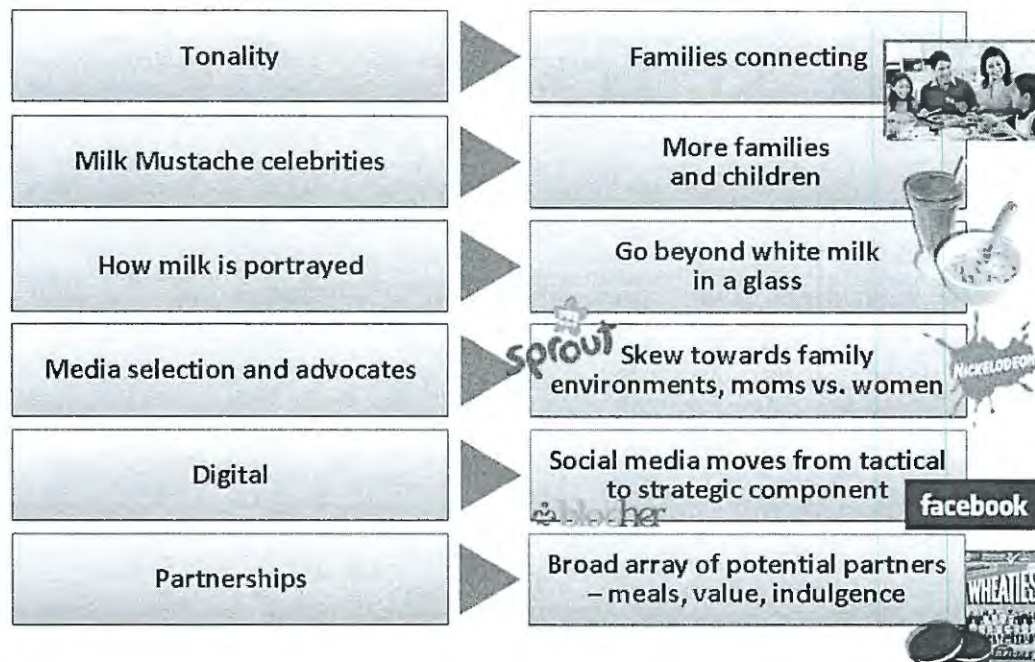 Tonality
Families connecting
Milk Mustache celebrities
More families
and children
How milk is portrayed
Go beyond white milk
in a glass
Media selection and advocates
sprout
Skew towards family
environments, moms vs. women
NICKELODEON
Digital
Social media moves from tactical
to strategic component
blogher
facebook
Partnerships
Broad array of potential partners
– meals, value, indulgence
WHEATIES